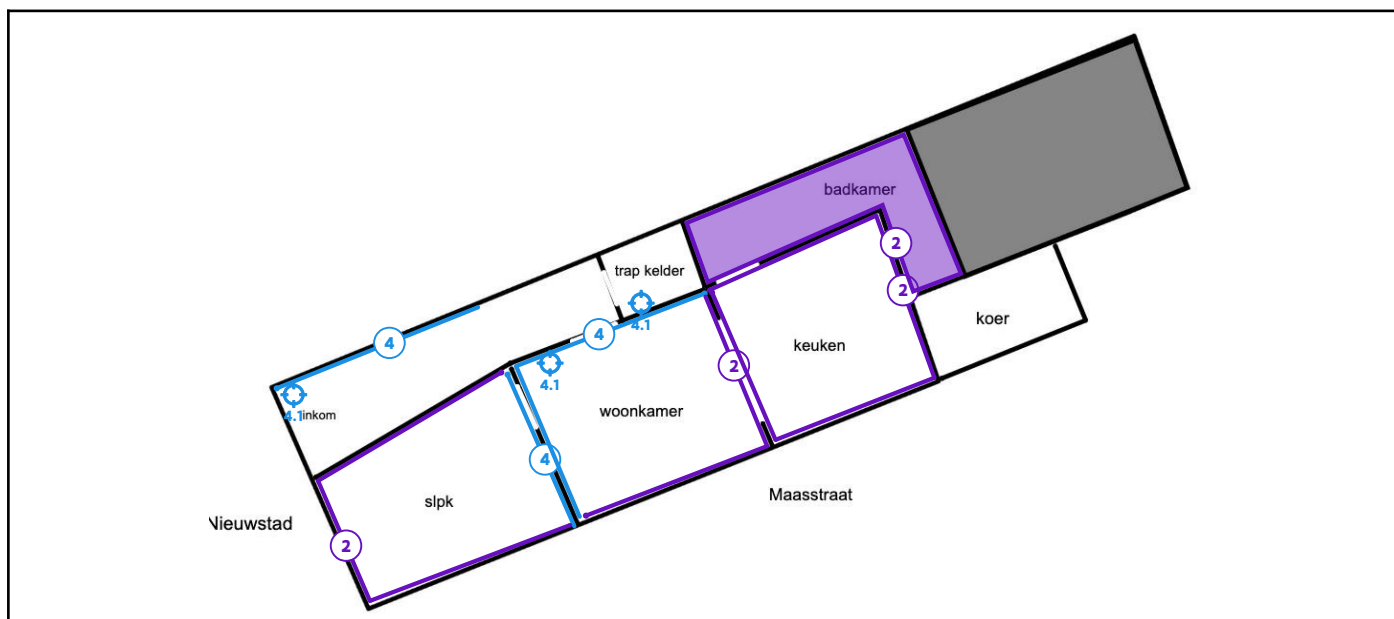 badkamer
2
trap kelder
2
koer
4.1
4
4
keuken
4.1
2
4.1
inkom
woonkamer
4
slpk
Maasstraat
Nieuwstad
2